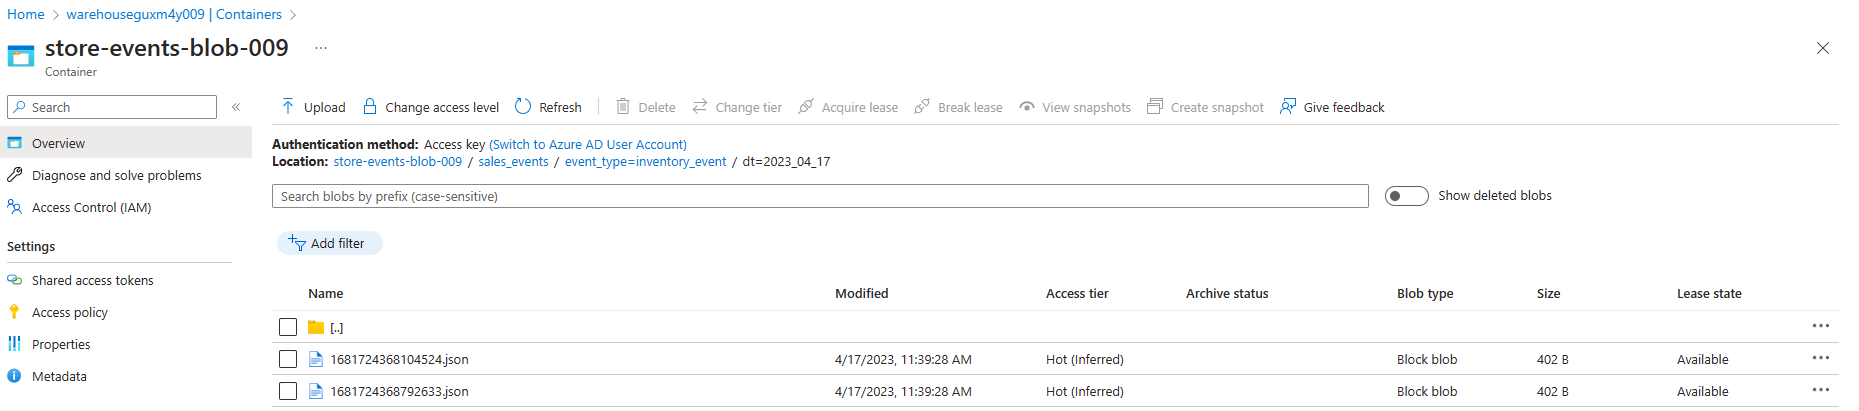 Home > warehouseguxm4y009 | Containers >
store-events-blob-009 ...
Container
Search «
Upload Change access level Refresh Delete Change tier Acquire lease Break lease View snapshots Create snapshot Give feedback
Overview
Diagnose and solve problems
Access Control (IAM)
Settings
Shared access tokens
Access policy
Properties
Metadata
Authentication method: Access key (Switch to Azure AD User Account)
Location: store-events-blob-009 / sales_events / event_type=inventory_event / dt=2023_04_17
Search blobs by prefix (case-sensitive) Show deleted blobs
Add filter
Name Modified Access tier Archive status Blob type Size Lease state
[..] ...
1681724368104524.json 4/17/2023, 11:39:28 AM Hot (Inferred) Block blob 402 B Available ...
1681724368792633.json 4/17/2023, 11:39:28 AM Hot (Inferred) Block blob 402 B Available ...